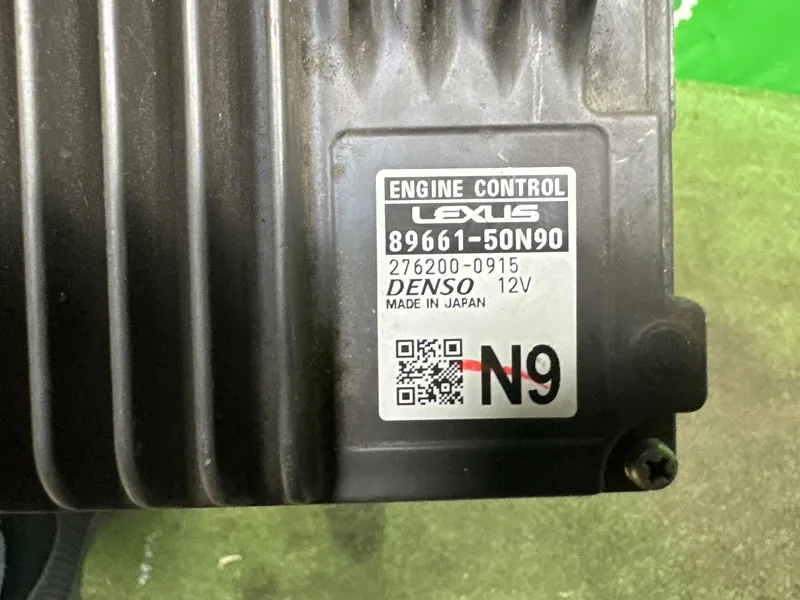 ENGINE CONTROL
LEXUS
89661-50N90
276200-0915
DENSO 12V
MADE IN JAPAN
N9